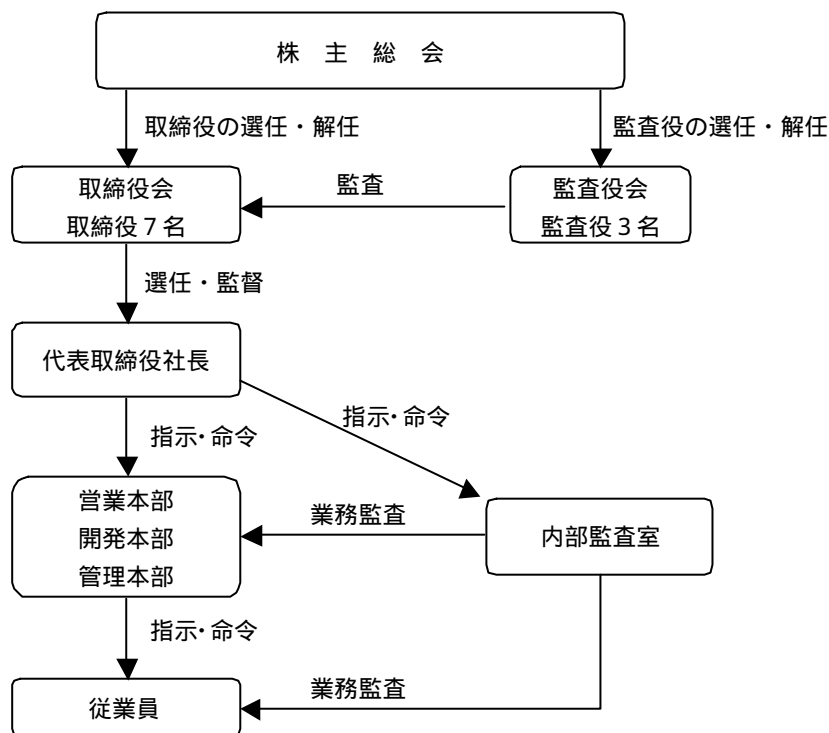 株 主 総 会
取締役の選任・解任
監査役の選任・解任
取締役会
取締役７名
監査
監査役会
監査役３名
選任・監督
代表取締役社長
指示・命令
指示・命令
営業本部
開発本部
管理本部
業務監査
内部監査室
指示・命令
従業員
業務監査